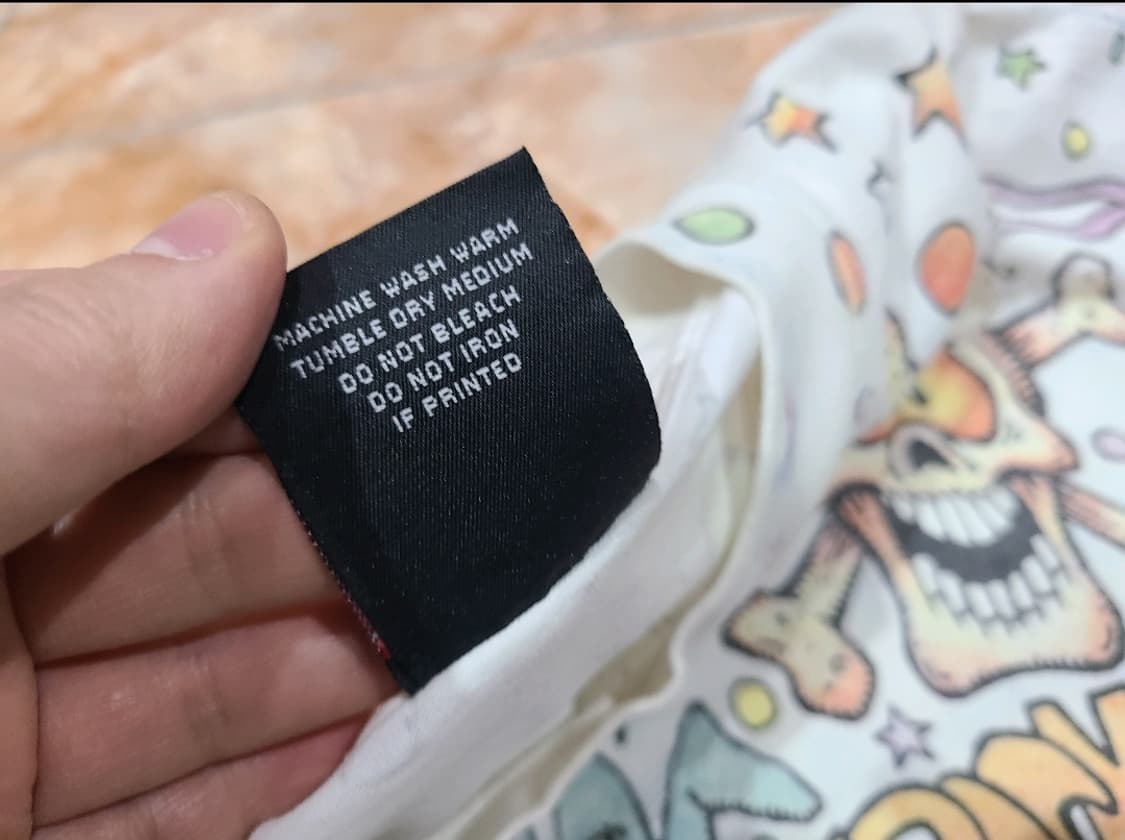 MACHINE WASH WARM
TUMBLE DRY MEDIUM
DO NOT BLEACH
DO NOT IRON
IF PRINTED